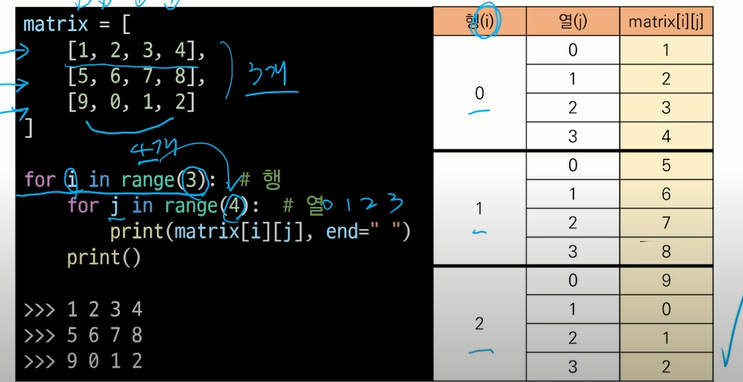 matrix = [
[1, 2, 3, 4],
[5, 6, 7, 8],
[9, 0, 1, 2]
]
3개
4개
for i in range(3): # 행
for j in range(4): # 열 0 1 2 3
print(matrix[i][j], end=" ")
print()
>>> 1 2 3 4
>>> 5 6 7 8
>>> 9 0 1 2
행(i) 열(j) matrix[i][j]
0
0 1
1 2
2 3
3 4
1
0 5
1 6
2 7
3 8
2
0 9
1 0
2 1
3 2